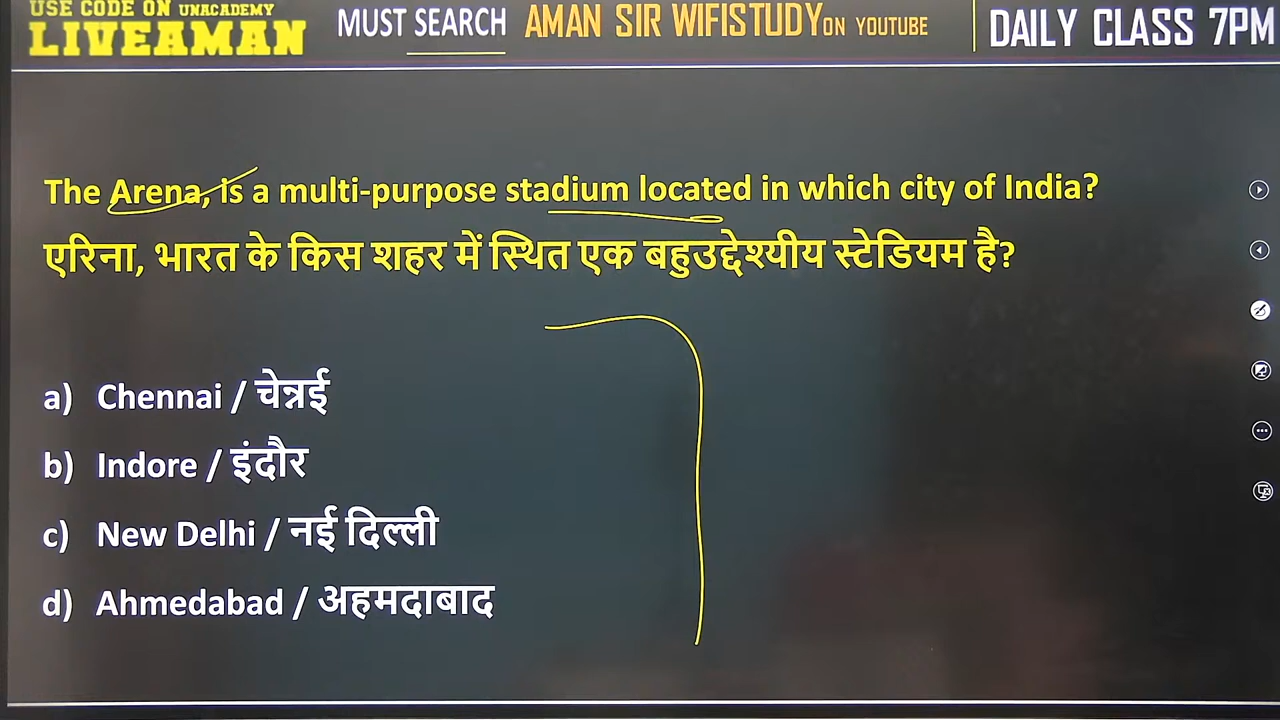 USE CODE ON UNACADEMY
LIVEAMAN
MUST SEARCH AMAN SIR WIFISTUDY ON YOUTUBE
DAILY CLASS 7PM
The Arena, is a multi-purpose stadium located in which city of India?
एरिना, भारत के किस शहर में स्थित एक बहुउद्देश्यीय स्टेडियम है?
a) Chennai / चेन्नई
b) Indore / इंदौर
c) New Delhi / नई दिल्ली
d) Ahmedabad / अहमदाबाद